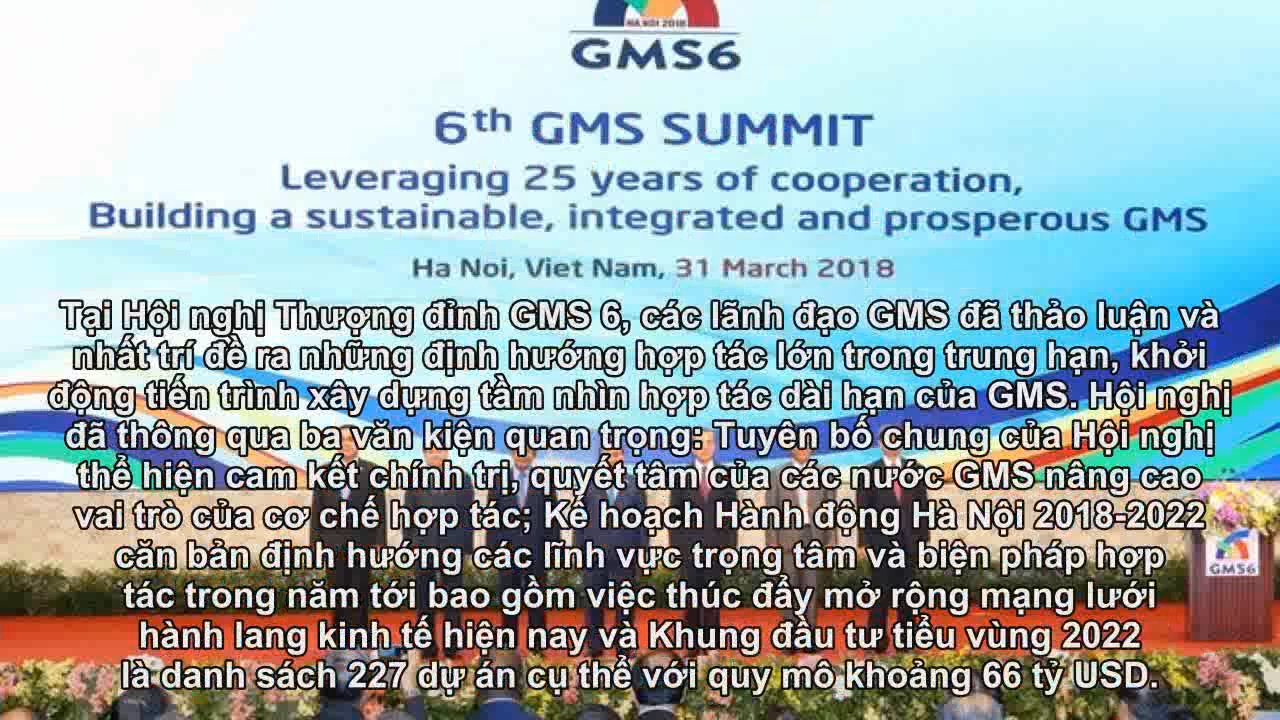 HA NOI 2018
GMS6
6th GMS SUMMIT
Leveraging 25 years of cooperation,
Building a sustainable, integrated and prosperous GMS
Ha Noi, Viet Nam, 31 March 2018
Tại Hội nghị Thượng đỉnh GMS 6, các lãnh đạo GMS đã thảo luận và
nhất trí đề ra những định hướng hợp tác lớn trong trung hạn, khởi
động tiến trình xây dựng tầm nhìn hợp tác dài hạn của GMS. Hội nghị
đã thông qua ba văn kiện quan trọng: Tuyên bố chung của Hội nghị
thể hiện cam kết chính trị, quyết tâm của các nước GMS nâng cao
vai trò của cơ chế hợp tác; Kế hoạch Hành động Hà Nội 2018-2022
căn bản định hướng các lĩnh vực trọng tâm và biện pháp hợp
tác trong năm tới bao gồm việc thúc đẩy mở rộng mạng lưới
hành lang kinh tế hiện nay và Khung đầu tư tiểu vùng 2022
là danh sách 227 dự án cụ thể với quy mô khoảng 66 tỷ USD.
GMS6